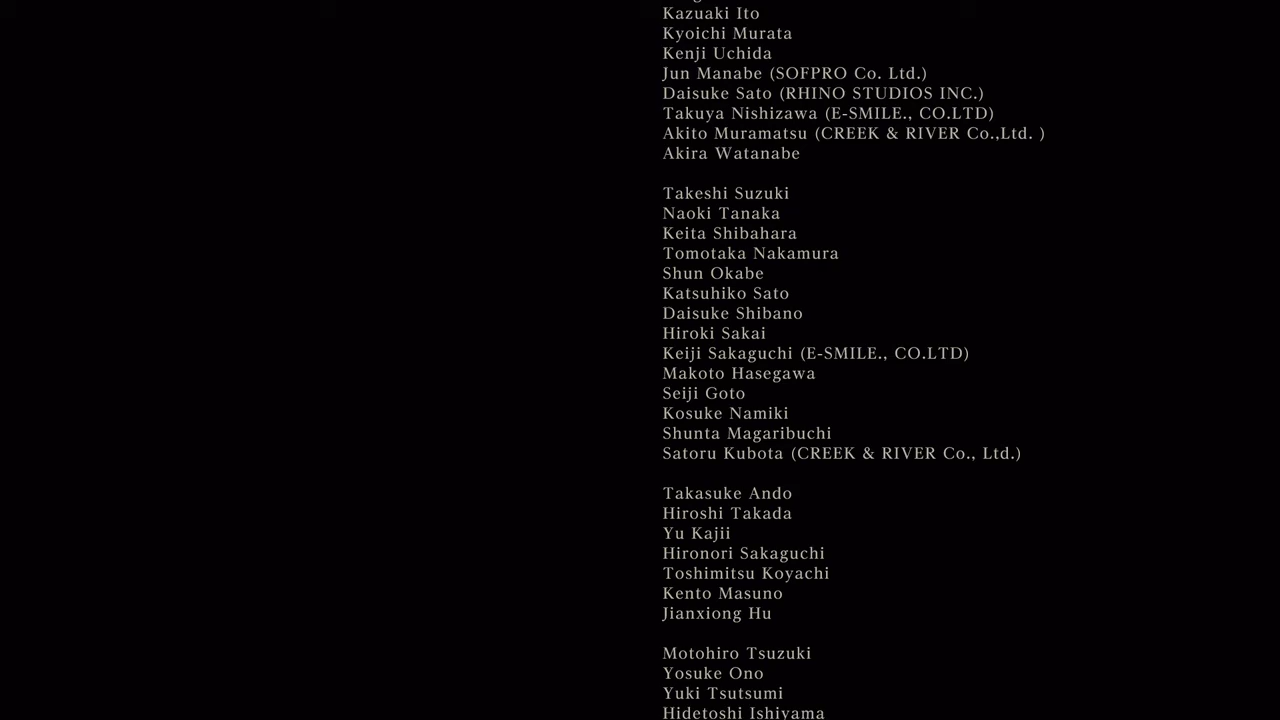 Kazuaki Ito
Kyoichi Murata
Kenji Uchida
Jun Manabe (SOFPRO Co. Ltd.)
Daisuke Sato (RHINO STUDIOS INC.)
Takuya Nishizawa (E-SMILE., CO.LTD)
Akito Muramatsu (CREEK & RIVER Co.,Ltd. )
Akira Watanabe
Takeshi Suzuki
Naoki Tanaka
Keita Shibahara
Tomotaka Nakamura
Shun Okabe
Katsuhiko Sato
Daisuke Shibano
Hiroki Sakai
Keiji Sakaguchi (E-SMILE., CO.LTD)
Makoto Hasegawa
Seiji Goto
Kosuke Namiki
Shunta Magaribuchi
Satoru Kubota (CREEK & RIVER Co., Ltd.)
Takasuke Ando
Hiroshi Takada
Yu Kajii
Hironori Sakaguchi
Toshimitsu Koyachi
Kento Masuno
Jianxiong Hu
Motohiro Tsuzuki
Yosuke Ono
Yuki Tsutsumi
Hidetoshi Ishiyama